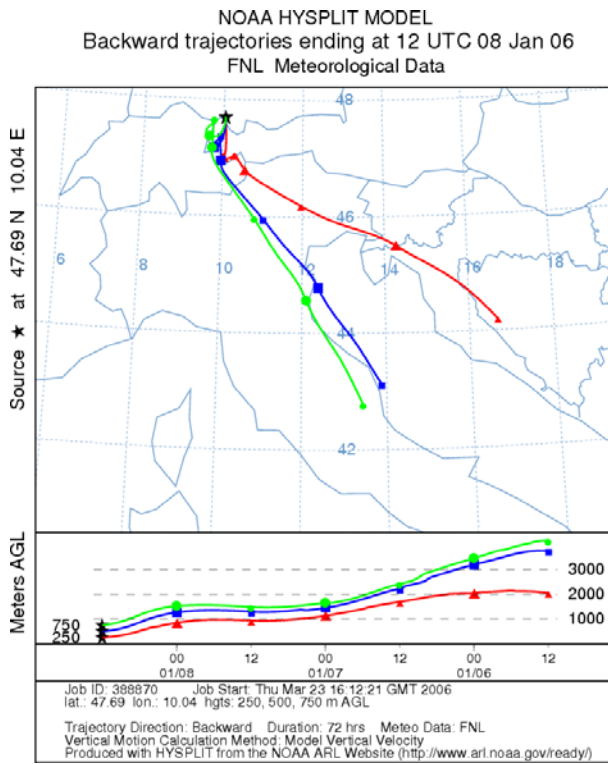 NOAA HYSPLIT MODEL
Backward trajectories ending at 12 UTC 08 Jan 06
FNL Meteorological Data
Source ★ at 47.69 N 10.04 E
48
46
6
8
10
12
14
16
18
44
42
Meters AGL
3000
2000
1000
750
250
00 12 00 12 00 12
01/08 01/07 01/06
Job ID: 388870 Job Start: Thu Mar 23 16:12:21 GMT 2006
lat.: 47.69 lon.: 10.04 hgts: 250, 500, 750 m AGL
Trajectory Direction: Backward Duration: 72 hrs Meteo Data: FNL
Vertical Motion Calculation Method: Model Vertical Velocity
Produced with HYSPLIT from the NOAA ARL Website (http://www.arl.noaa.gov/ready/)